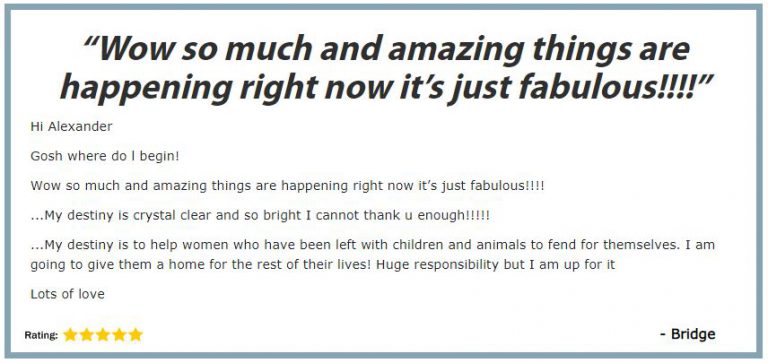 “Wow so much and amazing things are
happening right now it’s just fabulous!!!!”
Hi Alexander
Gosh where do l begin!
Wow so much and amazing things are happening right now it’s just fabulous!!!!
...My destiny is crystal clear and so bright I cannot thank u enough!!!!!
...My destiny is to help women who have been left with children and animals to fend for themselves. I am
going to give them a home for the rest of their lives! Huge responsibility but I am up for it
Lots of love
Rating:
- Bridge